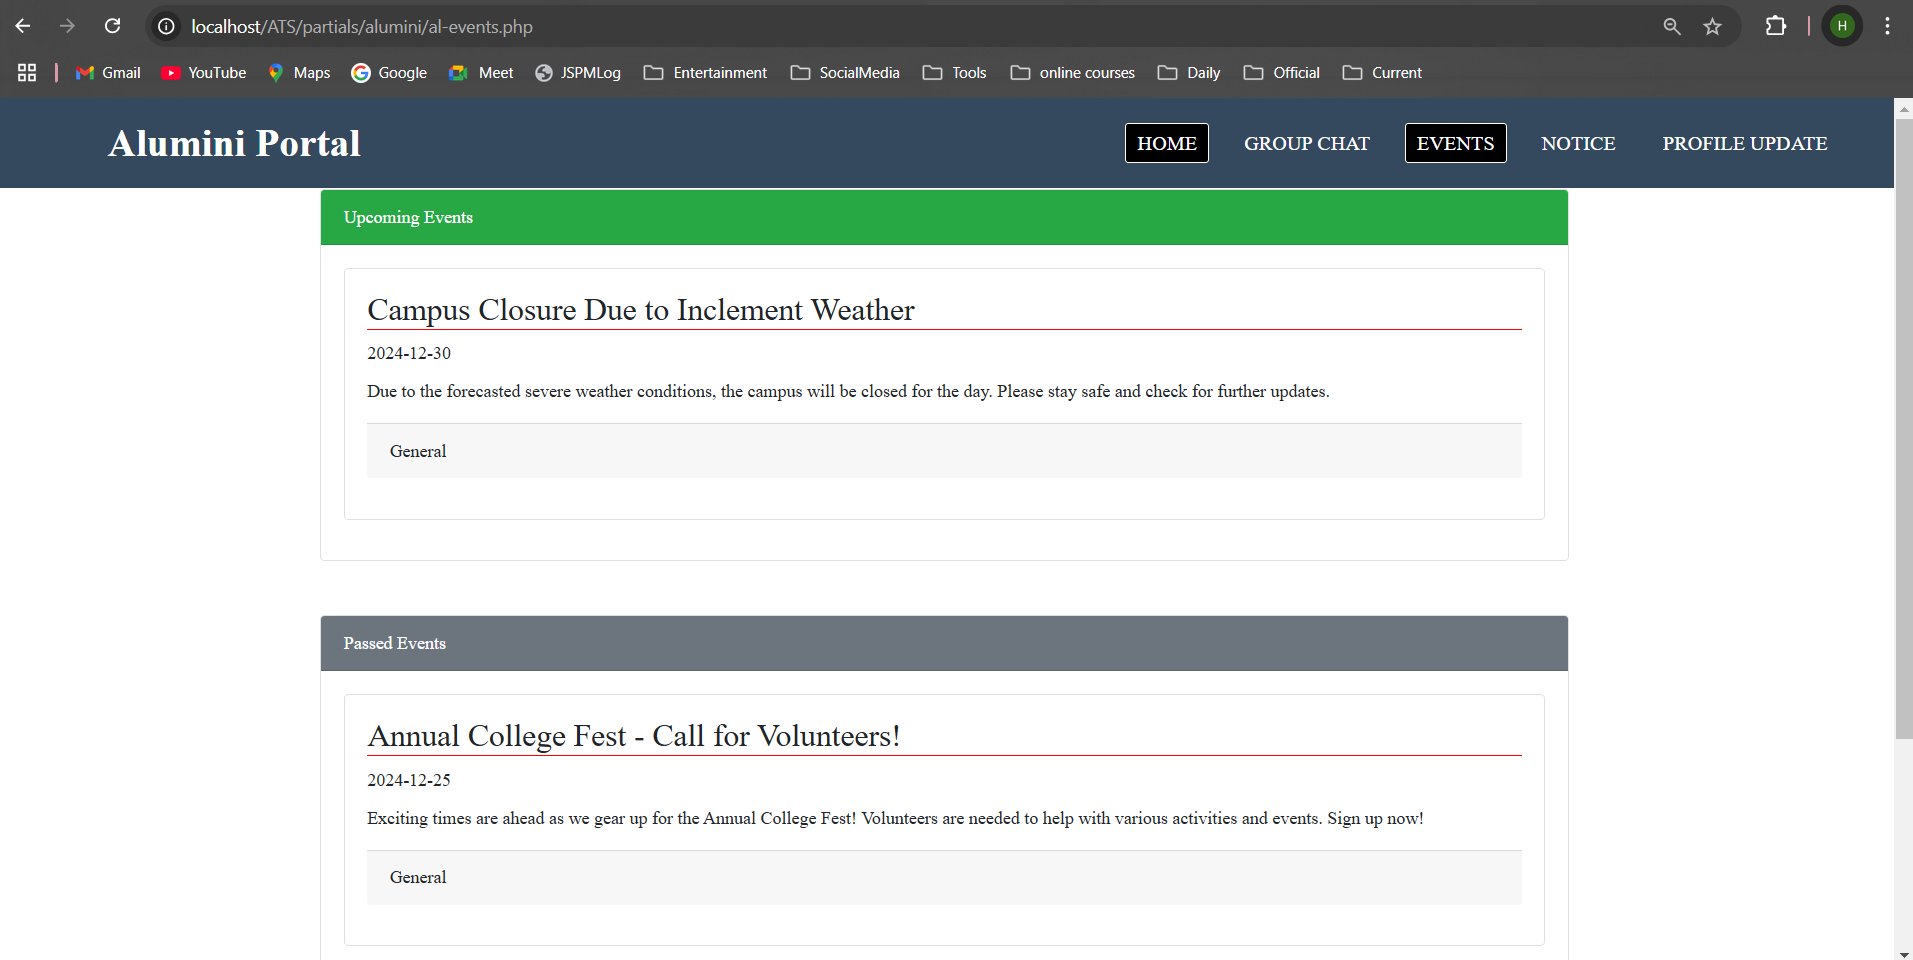 localhost/ATS/partials/alumini/al-events.php
H
Gmail YouTube Maps Google Meet JSPMLog Entertainment SocialMedia Tools online courses Daily Official Current
Alumini Portal HOME GROUP CHAT EVENTS NOTICE PROFILE UPDATE
Upcoming Events
Campus Closure Due to Inclement Weather
2024-12-30
Due to the forecasted severe weather conditions, the campus will be closed for the day. Please stay safe and check for further updates.
General
Passed Events
Annual College Fest - Call for Volunteers!
2024-12-25
Exciting times are ahead as we gear up for the Annual College Fest! Volunteers are needed to help with various activities and events. Sign up now!
General